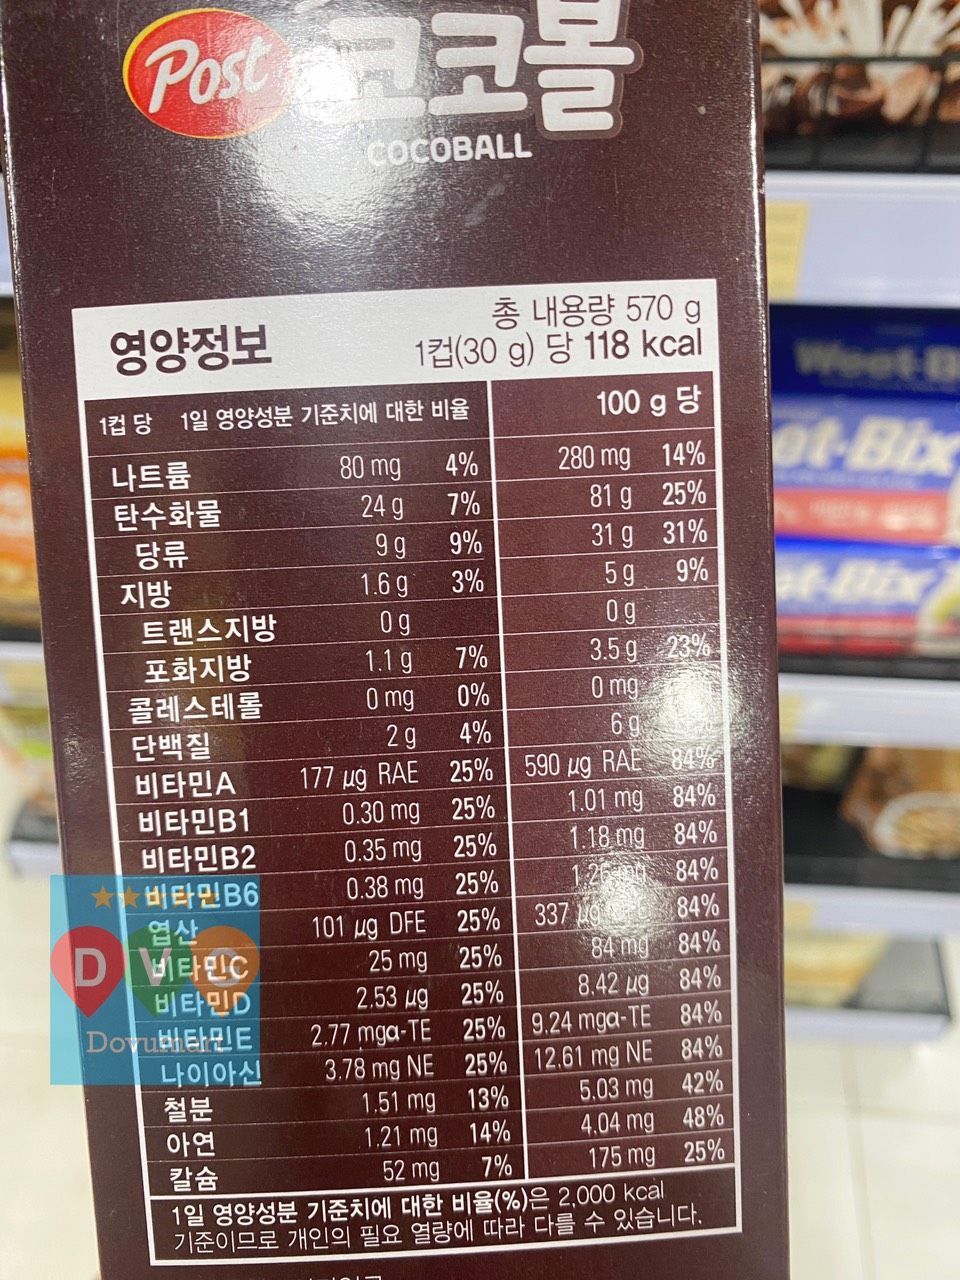 Post
코코볼
COCOBALL
영양정보
총 내용량 570 g
1컵(30 g) 당 118 kcal
1컵 당 1일 영양성분 기준치에 대한 비율 100 g 당
나트륨 80 mg 4% 280 mg 14%
탄수화물 24 g 7% 81 g 25%
당류 9 g 9% 31 g 31%
지방 1.6 g 3% 5 g 9%
트랜스지방 0 g 0 g
포화지방 1.1 g 7% 3.5 g 23%
콜레스테롤 0 mg 0% 0 mg
단백질 2 g 4% 6 g
비타민A 177 µg RAE 25% 590 µg RAE 84%
비타민B1 0.30 mg 25% 1.01 mg 84%
비타민B2 0.35 mg 25% 1.18 mg 84%
비타민B6 0.38 mg 25% 1.26 mg 84%
엽산 101 µg DFE 25% 337 84%
비타민C 25 mg 25% 84 mg 84%
비타민D 2.53 µg 25% 8.42 µg 84%
비타민E 2.77 mgα-TE 25% 9.24 mgα-TE 84%
나이아신 3.78 mg NE 25% 12.61 mg NE 84%
철분 1.51 mg 13% 5.03 mg 42%
아연 1.21 mg 14% 4.04 mg 48%
칼슘 52 mg 7% 175 mg 25%
1일 영양성분 기준치에 대한 비율(%)은 2,000 kcal
기준이므로 개인의 필요 열량에 따라 다를 수 있습니다.
DVC
Dovumart
Weet-B
et-Bix
et-Bix